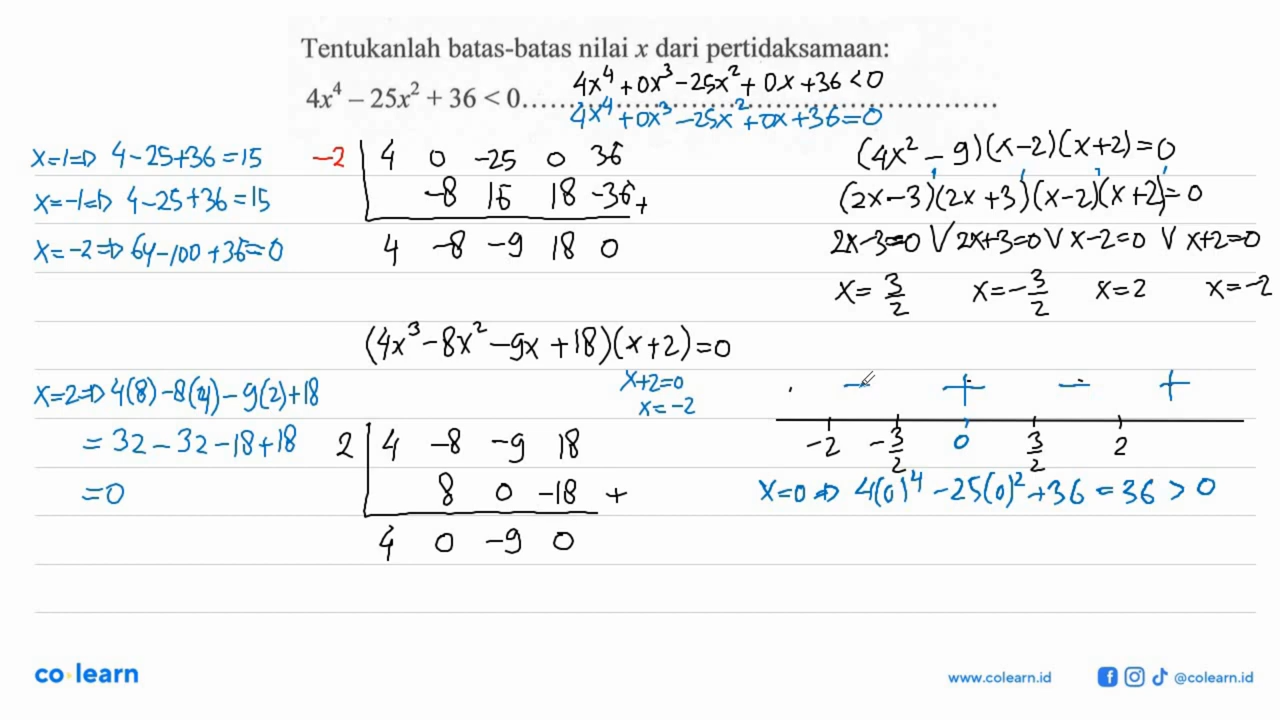 Tentukanlah batas-batas nilai x dari pertidaksamaan:
4x⁴ – 25x² + 36 < 0..........................................................
4x⁴ + 0x³ - 25x² + 0x + 36 < 0
4x⁴ + 0x³ - 25x² + 0x + 36 = 0
x=1 => 4-25+36 = 15
x=-1 => 4-25+36 = 15
x=-2 => 64-100+36=0
-2 | 4 0 -25 0 36
-8 16 18 -36 +
4 -8 -9 18 0
(4x³ - 8x² - 9x + 18)(x+2) = 0
x+2=0
x=-2
x=2 => 4(8) - 8(4) - 9(2) + 18
= 32 - 32 - 18 + 18
= 0
2 | 4 -8 -9 18
8 0 -18 +
4 0 -9 0
(4x² - 9)(x-2)(x+2) = 0
(2x-3)(2x+3)(x-2)(x+2) = 0
2x-3=0 V 2x+3=0 V x-2=0 V x+2=0
x = 3/2 x = -3/2 x=2 x=-2
- + - +
-2 -3/2 0 3/2 2
x=0 => 4(0)⁴ - 25(0)² + 36 = 36 > 0
co learn
www.colearn.id
@colearn.id